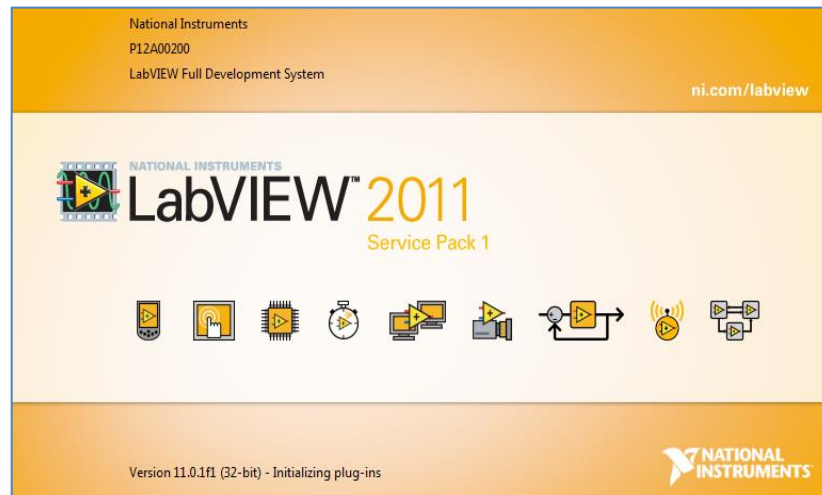 National Instruments
P12A00200
LabVIEW Full Development System
ni.com/labview
NATIONAL INSTRUMENTS
LabVIEW™ 2011
Service Pack 1
Version 11.0.1f1 (32-bit) - Initializing plug-ins
NATIONAL
INSTRUMENTS